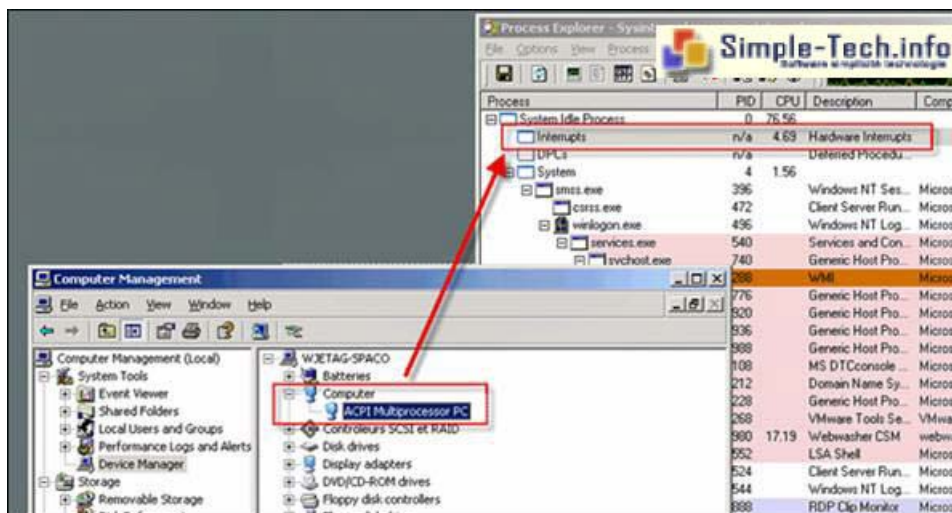 Process Explorer - Sysint
File Options View Process
Simple-Tech.info
Software simplicité technologie
Process PID CPU Description Comp
System Idle Process 0 76.56
Interrupts n/a 4.69 Hardware Interrupts
DPCs n/a Deferred Procedu...
System 4 1.56
smss.exe 396 Windows NT Ses... Micros
csrss.exe 472 Client Server Run... Micros
winlogon.exe 496 Windows NT Log... Micros
services.exe 540 Services and Con... Micros
svchost.exe 740 Generic Host Pro... Micros
288 WMI Micros
776 Generic Host Pro... Micros
920 Generic Host Pro... Micros
936 Generic Host Pro... Micros
988 Generic Host Pro... Micros
108 MS DTCconsole ... Micros
212 Domain Name Sy... Micros
228 Generic Host Pro... Micros
268 VMware Tools Se... VMwa
980 17.19 Webwasher CSM webw
552 LSA Shell Micros
524 Client Server Run... Micros
544 Windows NT Log... Micros
888 RDP Clip Monitor Micros
Computer Management
File Action View Window Help
Computer Management (Local)
System Tools
Event Viewer
Shared Folders
Local Users and Groups
Performance Logs and Alerts
Device Manager
Storage
Removable Storage
WJETAG-SPACO
Batteries
Computer
ACPI Multiprocessor PC
Contrôleurs SCSI et RAID
Disk drives
Display adapters
DVD/CD-ROM drives
Floppy disk controllers